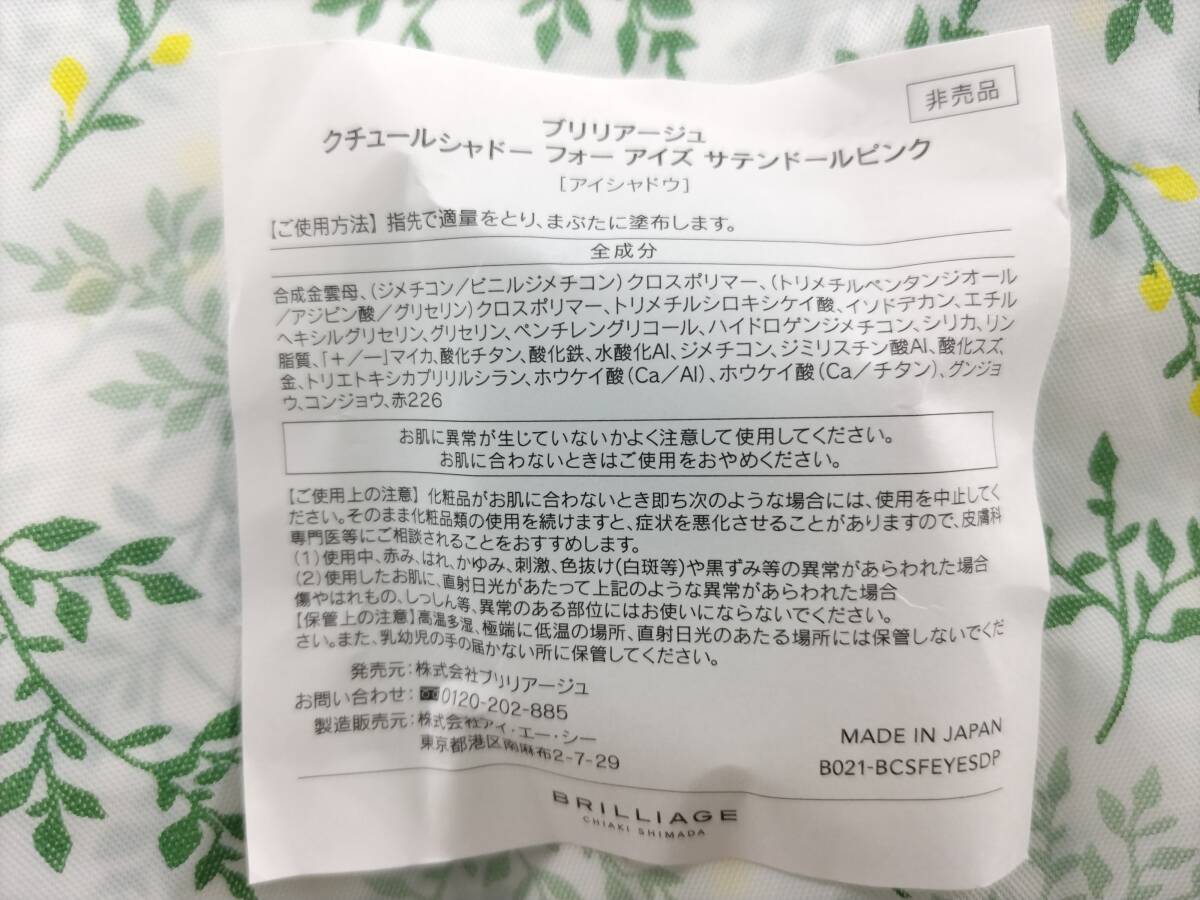 非売品
ブリリアージュ
クチュールシャドー フォー アイズ サテンドールピンク
[アイシャドウ]
【ご使用方法】指先で適量をとり、まぶたに塗布します。
全成分
合成金雲母、(ジメチコン/ビニルジメチコン)クロスポリマー、(トリメチルペンタンジオール
/アジピン酸/グリセリン)クロスポリマー、トリメチルシロキシケイ酸、イソドデカン、エチル
ヘキシルグリセリン、グリセリン、ペンチレングリコール、ハイドロゲンジメチコン、シリカ、リン
脂質、「+/ー」マイカ、酸化チタン、酸化鉄、水酸化Al、ジメチコン、ジミリスチン酸Al、酸化スズ、
金、トリエトキシカプリリルシラン、ホウケイ酸(Ca/Al)、ホウケイ酸(Ca/チタン)、グンジョ
ウ、コンジョウ、赤226
お肌に異常が生じていないかよく注意して使用してください。
お肌に合わないときはご使用をおやめください。
【ご使用上の注意】化粧品がお肌に合わないとき即ち次のような場合には、使用を中止してく
ださい。そのまま化粧品類の使用を続けますと、症状を悪化させることがありますので、皮膚科
専門医等にご相談されることをおすすめします。
(1)使用中、赤み、はれ、かゆみ、刺激、色抜け(白斑等)や黒ずみ等の異常があらわれた場合
(2)使用したお肌に、直射日光があたって上記のような異常があらわれた場合
傷やはれもの、しっしん等、異常のある部位にはお使いにならないでください。
【保管上の注意】高温多湿、極端に低温の場所、直射日光のあたる場所には保管しないでくだ
さい。また、乳幼児の手の届かない所に保管してください。
発売元:株式会社ブリリアージュ
お問い合わせ:0120-202-885
製造販売元:株式会社アイ・エー・シー
東京都港区南麻布2-7-29
MADE IN JAPAN
B021-BCSFEYESDP
BRILLIAGE
CHIAKI SHIMADA